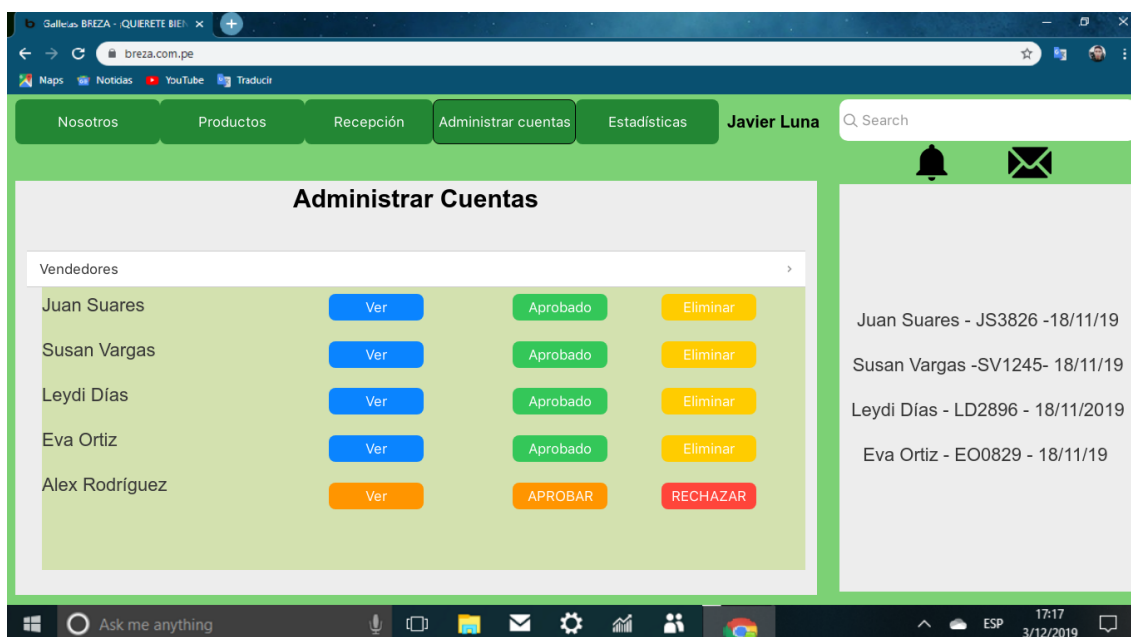 Galletas BREZA - ¡QUIERETE BIEN
breza.com.pe
Maps Noticias YouTube Traducir
Nosotros Productos Recepción Administrar cuentas Estadísticas Javier Luna Search
Administrar Cuentas
Vendedores
Juan Suares Ver Aprobado Eliminar
Susan Vargas Ver Aprobado Eliminar
Leydi Días Ver Aprobado Eliminar
Eva Ortiz Ver Aprobado Eliminar
Alex Rodríguez Ver APROBAR RECHAZAR
Juan Suares - JS3826 -18/11/19
Susan Vargas -SV1245- 18/11/19
Leydi Días - LD2896 - 18/11/2019
Eva Ortiz - EO0829 - 18/11/19
Ask me anything ESP 17:17
3/12/2019